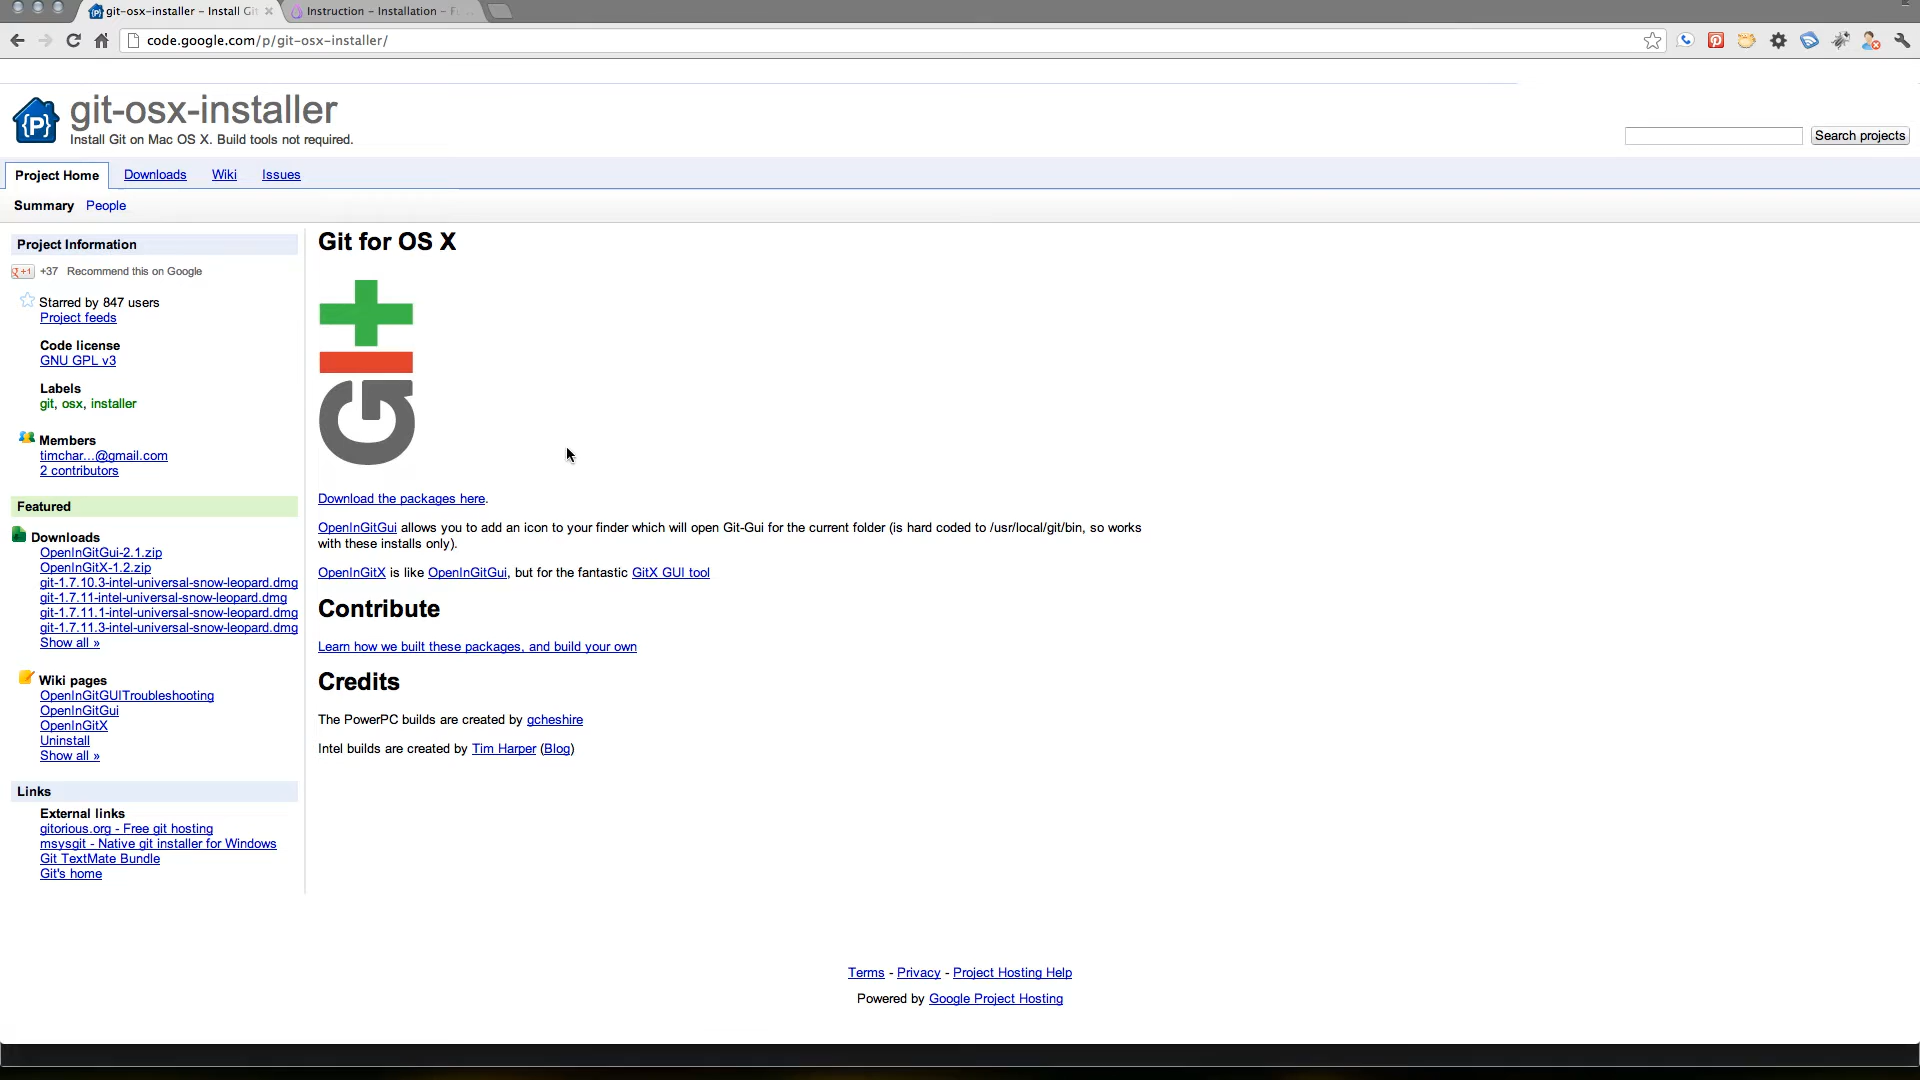 git-osx-installer – Install Git
Instruction – Installation – Fu
code.google.com/p/git-osx-installer/
git-osx-installer
Install Git on Mac OS X. Build tools not required.
Search projects
Project Home Downloads Wiki Issues
Summary People
Project Information
+1 +37 Recommend this on Google
Starred by 847 users
Project feeds
Code license
GNU GPL v3
Labels
git, osx, installer
Members
timchar...@gmail.com
2 contributors
Featured
Downloads
OpenInGitGui-2.1.zip
OpenInGitX-1.2.zip
git-1.7.10.3-intel-universal-snow-leopard.dmg
git-1.7.11-intel-universal-snow-leopard.dmg
git-1.7.11.1-intel-universal-snow-leopard.dmg
git-1.7.11.3-intel-universal-snow-leopard.dmg
Show all »
Wiki pages
OpenInGitGUITroubleshooting
OpenInGitGui
OpenInGitX
Uninstall
Show all »
Links
External links
gitorious.org - Free git hosting
msysgit - Native git installer for Windows
Git TextMate Bundle
Git's home
Git for OS X
Git
Download the packages here.
OpenInGitGui allows you to add an icon to your finder which will open Git-Gui for the current folder (is hard coded to /usr/local/git/bin, so works
with these installs only).
OpenInGitX is like OpenInGitGui, but for the fantastic GitX GUI tool
Contribute
Learn how we built these packages, and build your own
Credits
The PowerPC builds are created by gcheshire
Intel builds are created by Tim Harper (Blog)
Terms - Privacy - Project Hosting Help
Powered by Google Project Hosting